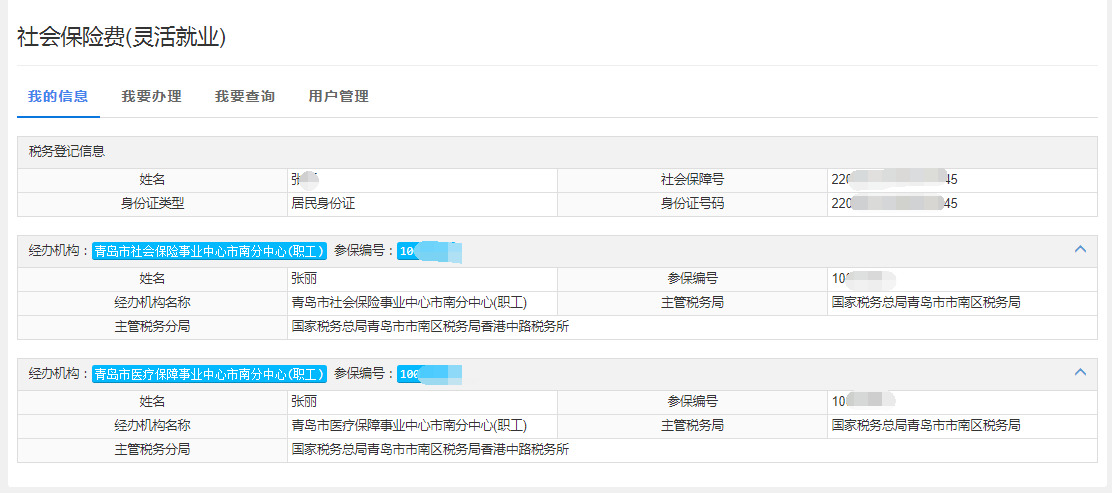 社会保险费(灵活就业)
我的信息 我要办理 我要查询 用户管理
税务登记信息
姓名 张 社会保障号 220 45
身份证类型 居民身份证 身份证号码 220 45
经办机构：青岛市社会保险事业中心市南分中心(职工) 参保编号：10
姓名 张丽 参保编号 10
经办机构名称 青岛市社会保险事业中心市南分中心(职工) 主管税务局 国家税务总局青岛市市南区税务局
主管税务分局 国家税务总局青岛市市南区税务局香港中路税务所
经办机构：青岛市医疗保障事业中心市南分中心(职工) 参保编号：100
姓名 张丽 参保编号 10
经办机构名称 青岛市医疗保障事业中心市南分中心(职工) 主管税务局 国家税务总局青岛市市南区税务局
主管税务分局 国家税务总局青岛市市南区税务局香港中路税务所